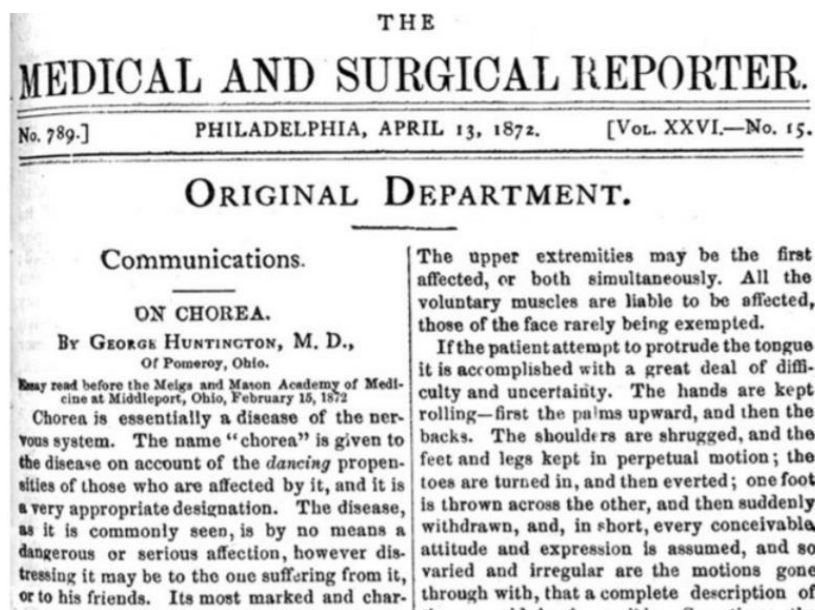 THE
MEDICAL AND SURGICAL REPORTER.
No. 789.] PHILADELPHIA, APRIL 13, 1872. [VOL. XXVI.—No. 15.
ORIGINAL DEPARTMENT.
Communications.
ON CHOREA.
BY GEORGE HUNTINGTON, M. D.,
Of Pomeroy, Ohio.
Essay read before the Meigs and Mason Academy of Medi-
cine at Middleport, Ohio, February 15, 1872
Chorea is essentially a disease of the ner-
vous system. The name “chorea” is given to
the disease on account of the dancing propen-
sities of those who are affected by it, and it is
a very appropriate designation. The disease,
as it is commonly seen, is by no means a
dangerous or serious affection, however dis-
tressing it may be to the one suffering from it,
or to his friends. Its most marked and char-
The upper extremities may be the first
affected, or both simultaneously. All the
voluntary muscles are liable to be affected,
those of the face rarely being exempted.
If the patient attempt to protrude the tongue
it is accomplished with a great deal of diffi-
culty and uncertainty. The hands are kept
rolling—first the palms upward, and then the
backs. The shoulders are shrugged, and the
feet and legs kept in perpetual motion; the
toes are turned in, and then everted; one foot
is thrown across the other, and then suddenly
withdrawn, and, in short, every conceivable
attitude and expression is assumed, and so
varied and irregular are the motions gone
through with, that a complete description of